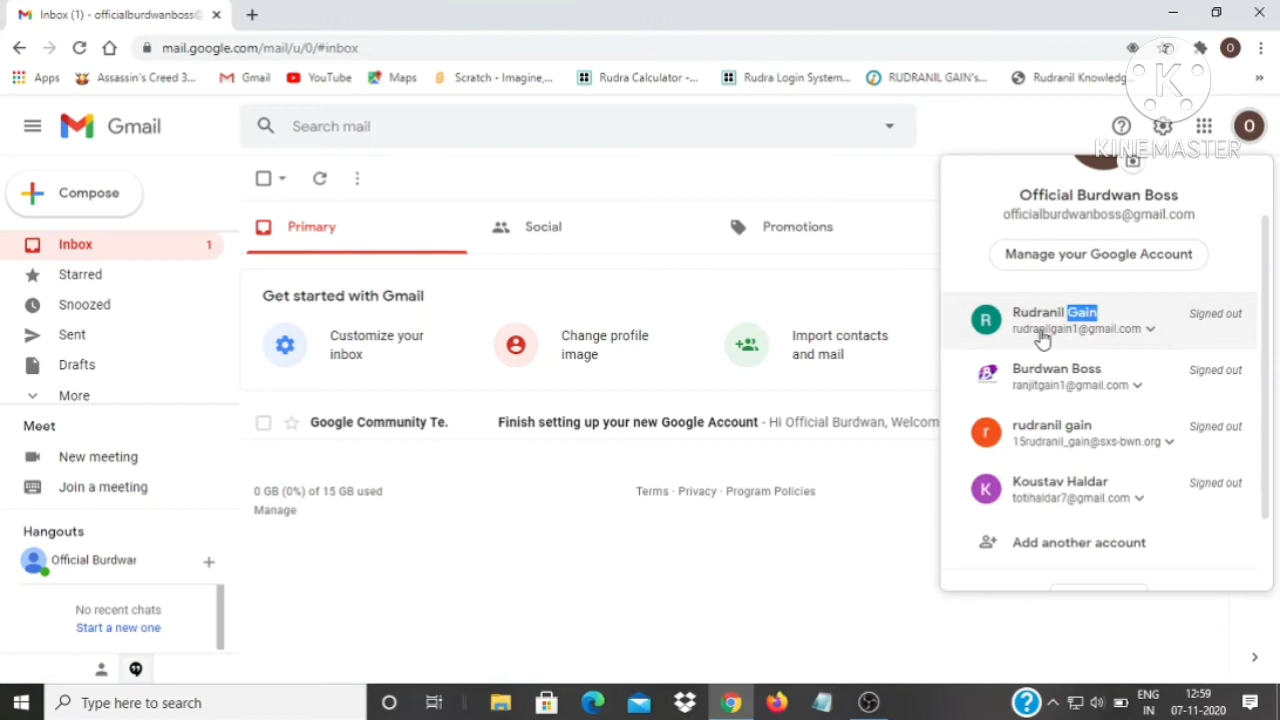 Inbox (1) - officialburdwanboss@
mail.google.com/mail/u/0/#inbox
O
Apps
Assassin's Creed 3...
Gmail
YouTube
Maps
Scratch - Imagine,...
Rudra Calculator -...
Rudra Login System...
RUDRANIL GAIN's...
Rudranil Knowledg
»
K
KINEMASTER
Gmail
Search mail
O
Compose
Inbox 1
Starred
Snoozed
Sent
Drafts
More
Meet
New meeting
Join a meeting
Hangouts
Official Burdwar
No recent chats
Start a new one
Primary
Social
Promotions
Get started with Gmail
Customize your
inbox
Change profile
image
Import contacts
and mail
Google Community Te. Finish setting up your new Google Account - Hi Official Burdwan, Welcom
0 GB (0%) of 15 GB used
Manage
Terms · Privacy · Program Policies
Official Burdwan Boss
officialburdwanboss@gmail.com
Manage your Google Account
R
Rudranil Gain
rudranilgain1@gmail.com
Signed out
Burdwan Boss
ranjitgain1@gmail.com
Signed out
r
rudranil gain
15rudranil_gain@sxs-bwn.org
Signed out
K
Koustav Haldar
totihaldar7@gmail.com
Signed out
Add another account
Type here to search
ENG
IN
12:59
07-11-2020